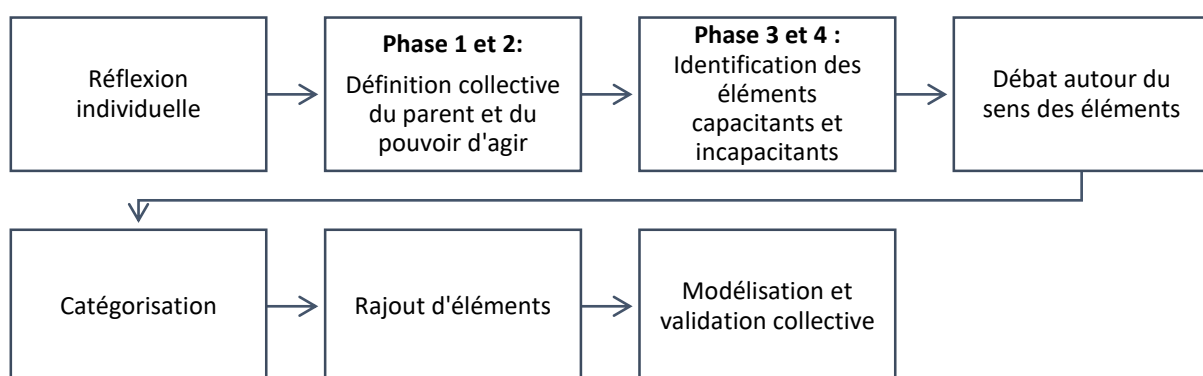 Réflexion
individuelle
Phase 1 et 2:
Définition collective
du parent et du
pouvoir d'agir
Phase 3 et 4 :
Identification des
éléments
capacitants et
incapacitants
Débat autour du
sens des éléments
Catégorisation
Rajout d'éléments
Modélisation et
validation collective